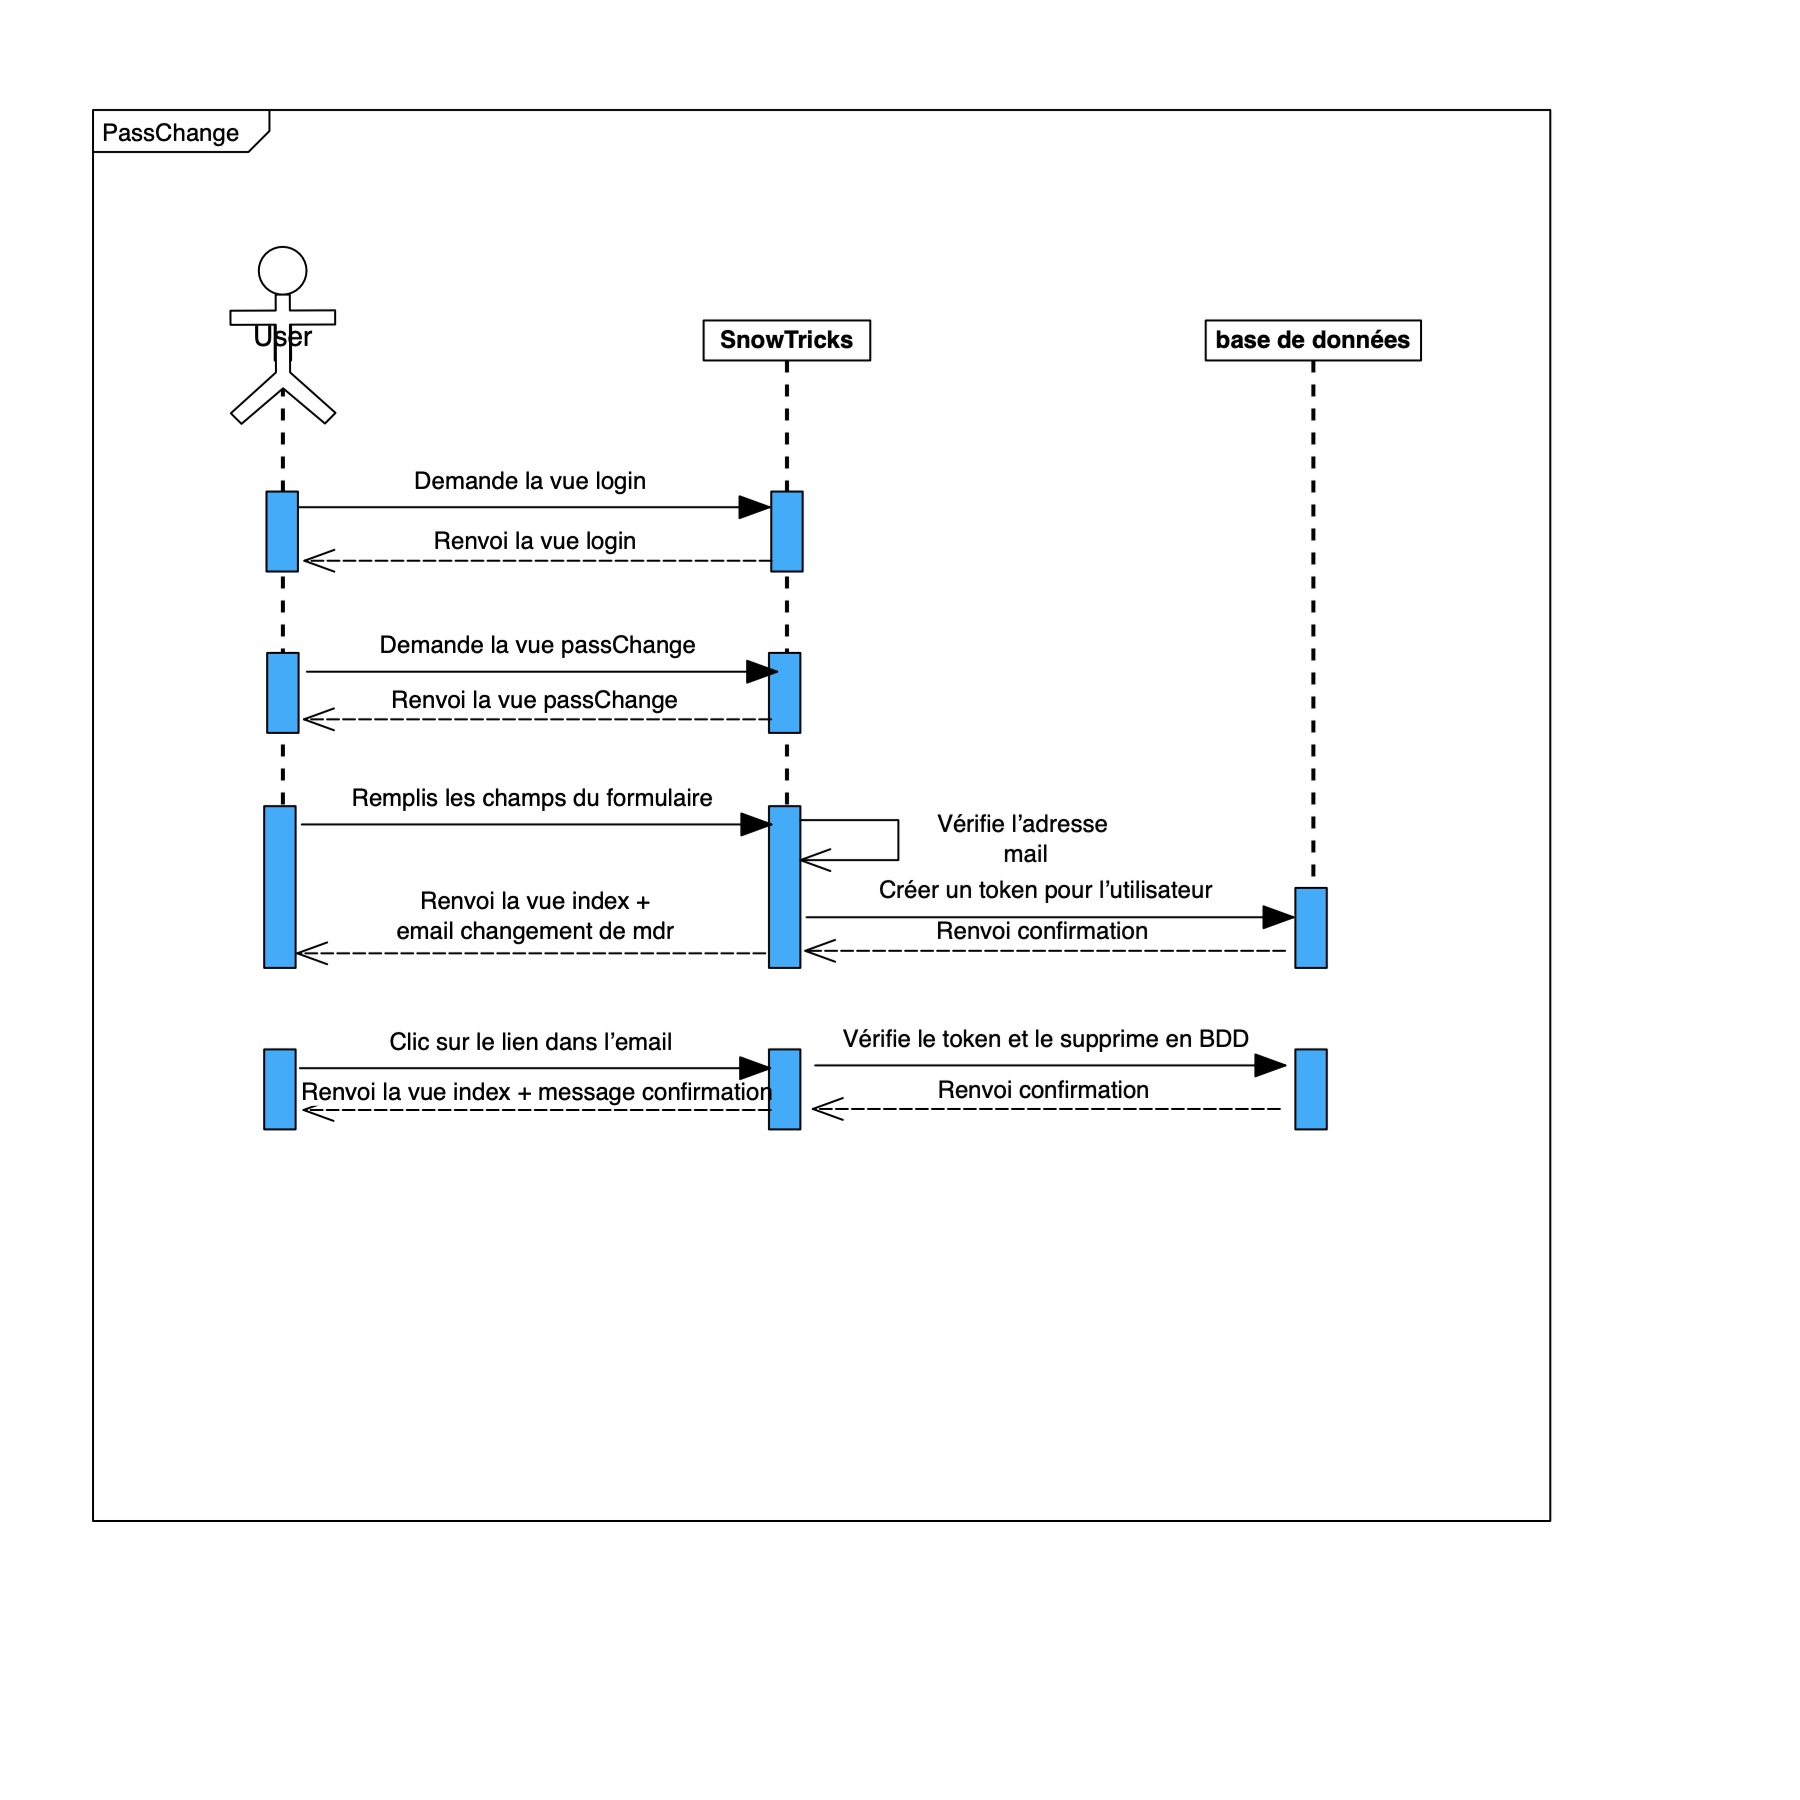 PassChange
User
SnowTricks
base de données
Demande la vue login
Renvoi la vue login
Demande la vue passChange
Renvoi la vue passChange
Remplis les champs du formulaire
Vérifie l’adresse
mail
Créer un token pour l’utilisateur
Renvoi la vue index +
email changement de mdr
Renvoi confirmation
Clic sur le lien dans l’email
Vérifie le token et le supprime en BDD
Renvoi la vue index + message confirmation
Renvoi confirmation